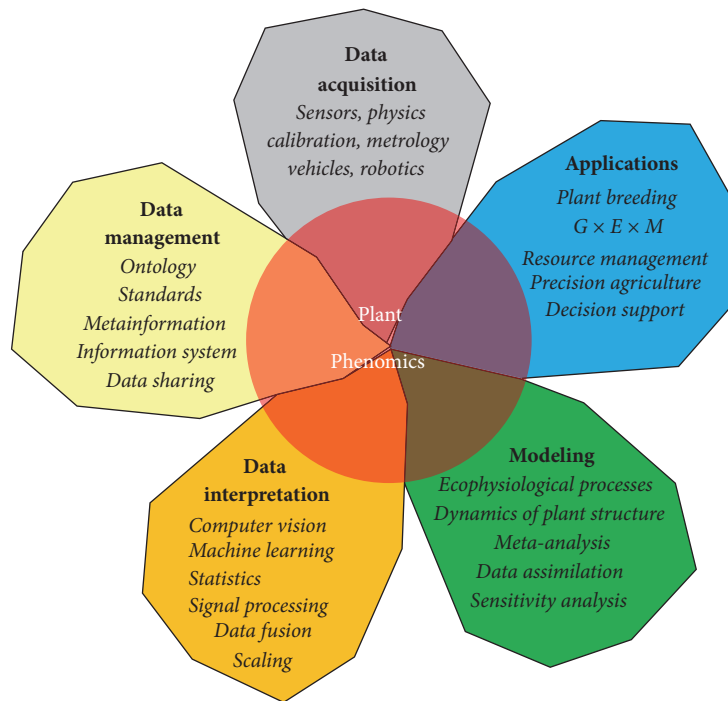 Data
acquisition
Sensors, physics
calibration, metrology
vehicles, robotics
Applications
Plant breeding
G × E × M
Resource management
Precision agriculture
Decision support
Data
management
Ontology
Standards
Metainformation
Information system
Data sharing
Plant
Phenomics
Data
interpretation
Computer vision
Machine learning
Statistics
Signal processing
Data fusion
Scaling
Modeling
Ecophysiological processes
Dynamics of plant structure
Meta-analysis
Data assimilation
Sensitivity analysis